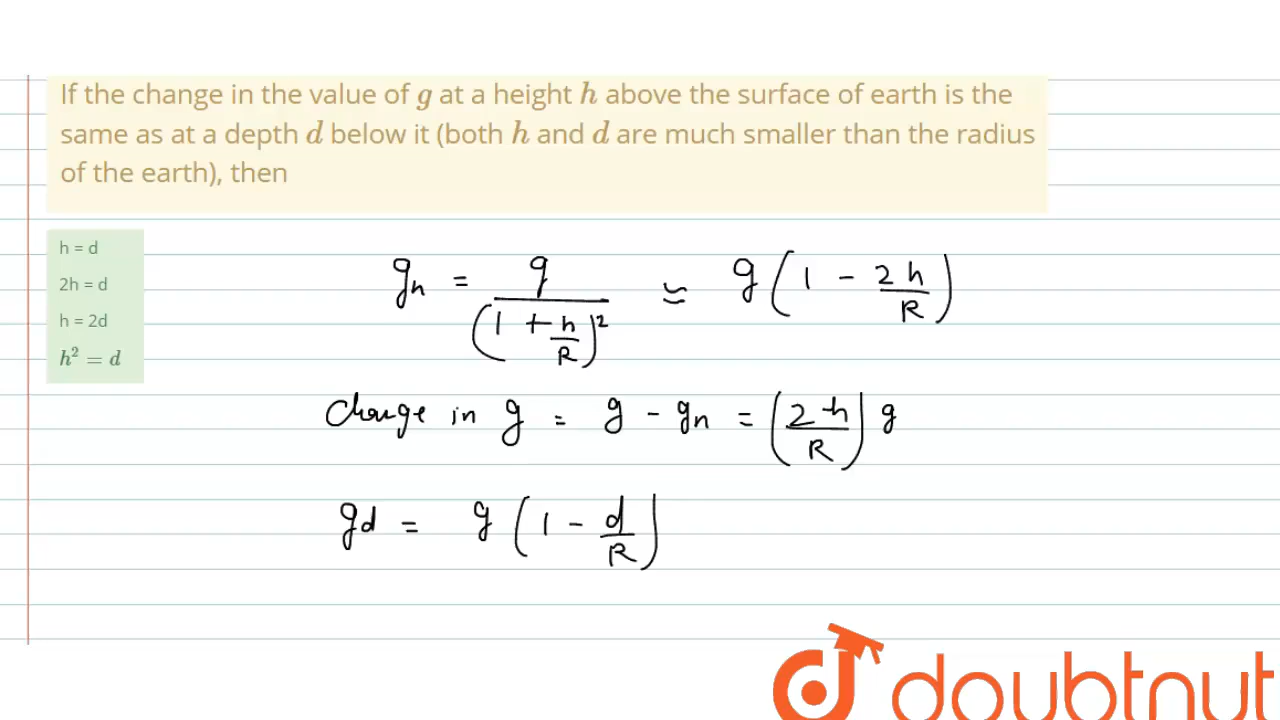 If the change in the value of g at a height h above the surface of earth is the
same as at a depth d below it (both h and d are much smaller than the radius
of the earth), then
h = d
2h = d
h = 2d
h² = d
g_h = g/(1 + h/R)² ≈ g(1 - 2h/R)
Change in g = g - g_h = (2h/R) g
g_d = g(1 - d/R)
doubtnut